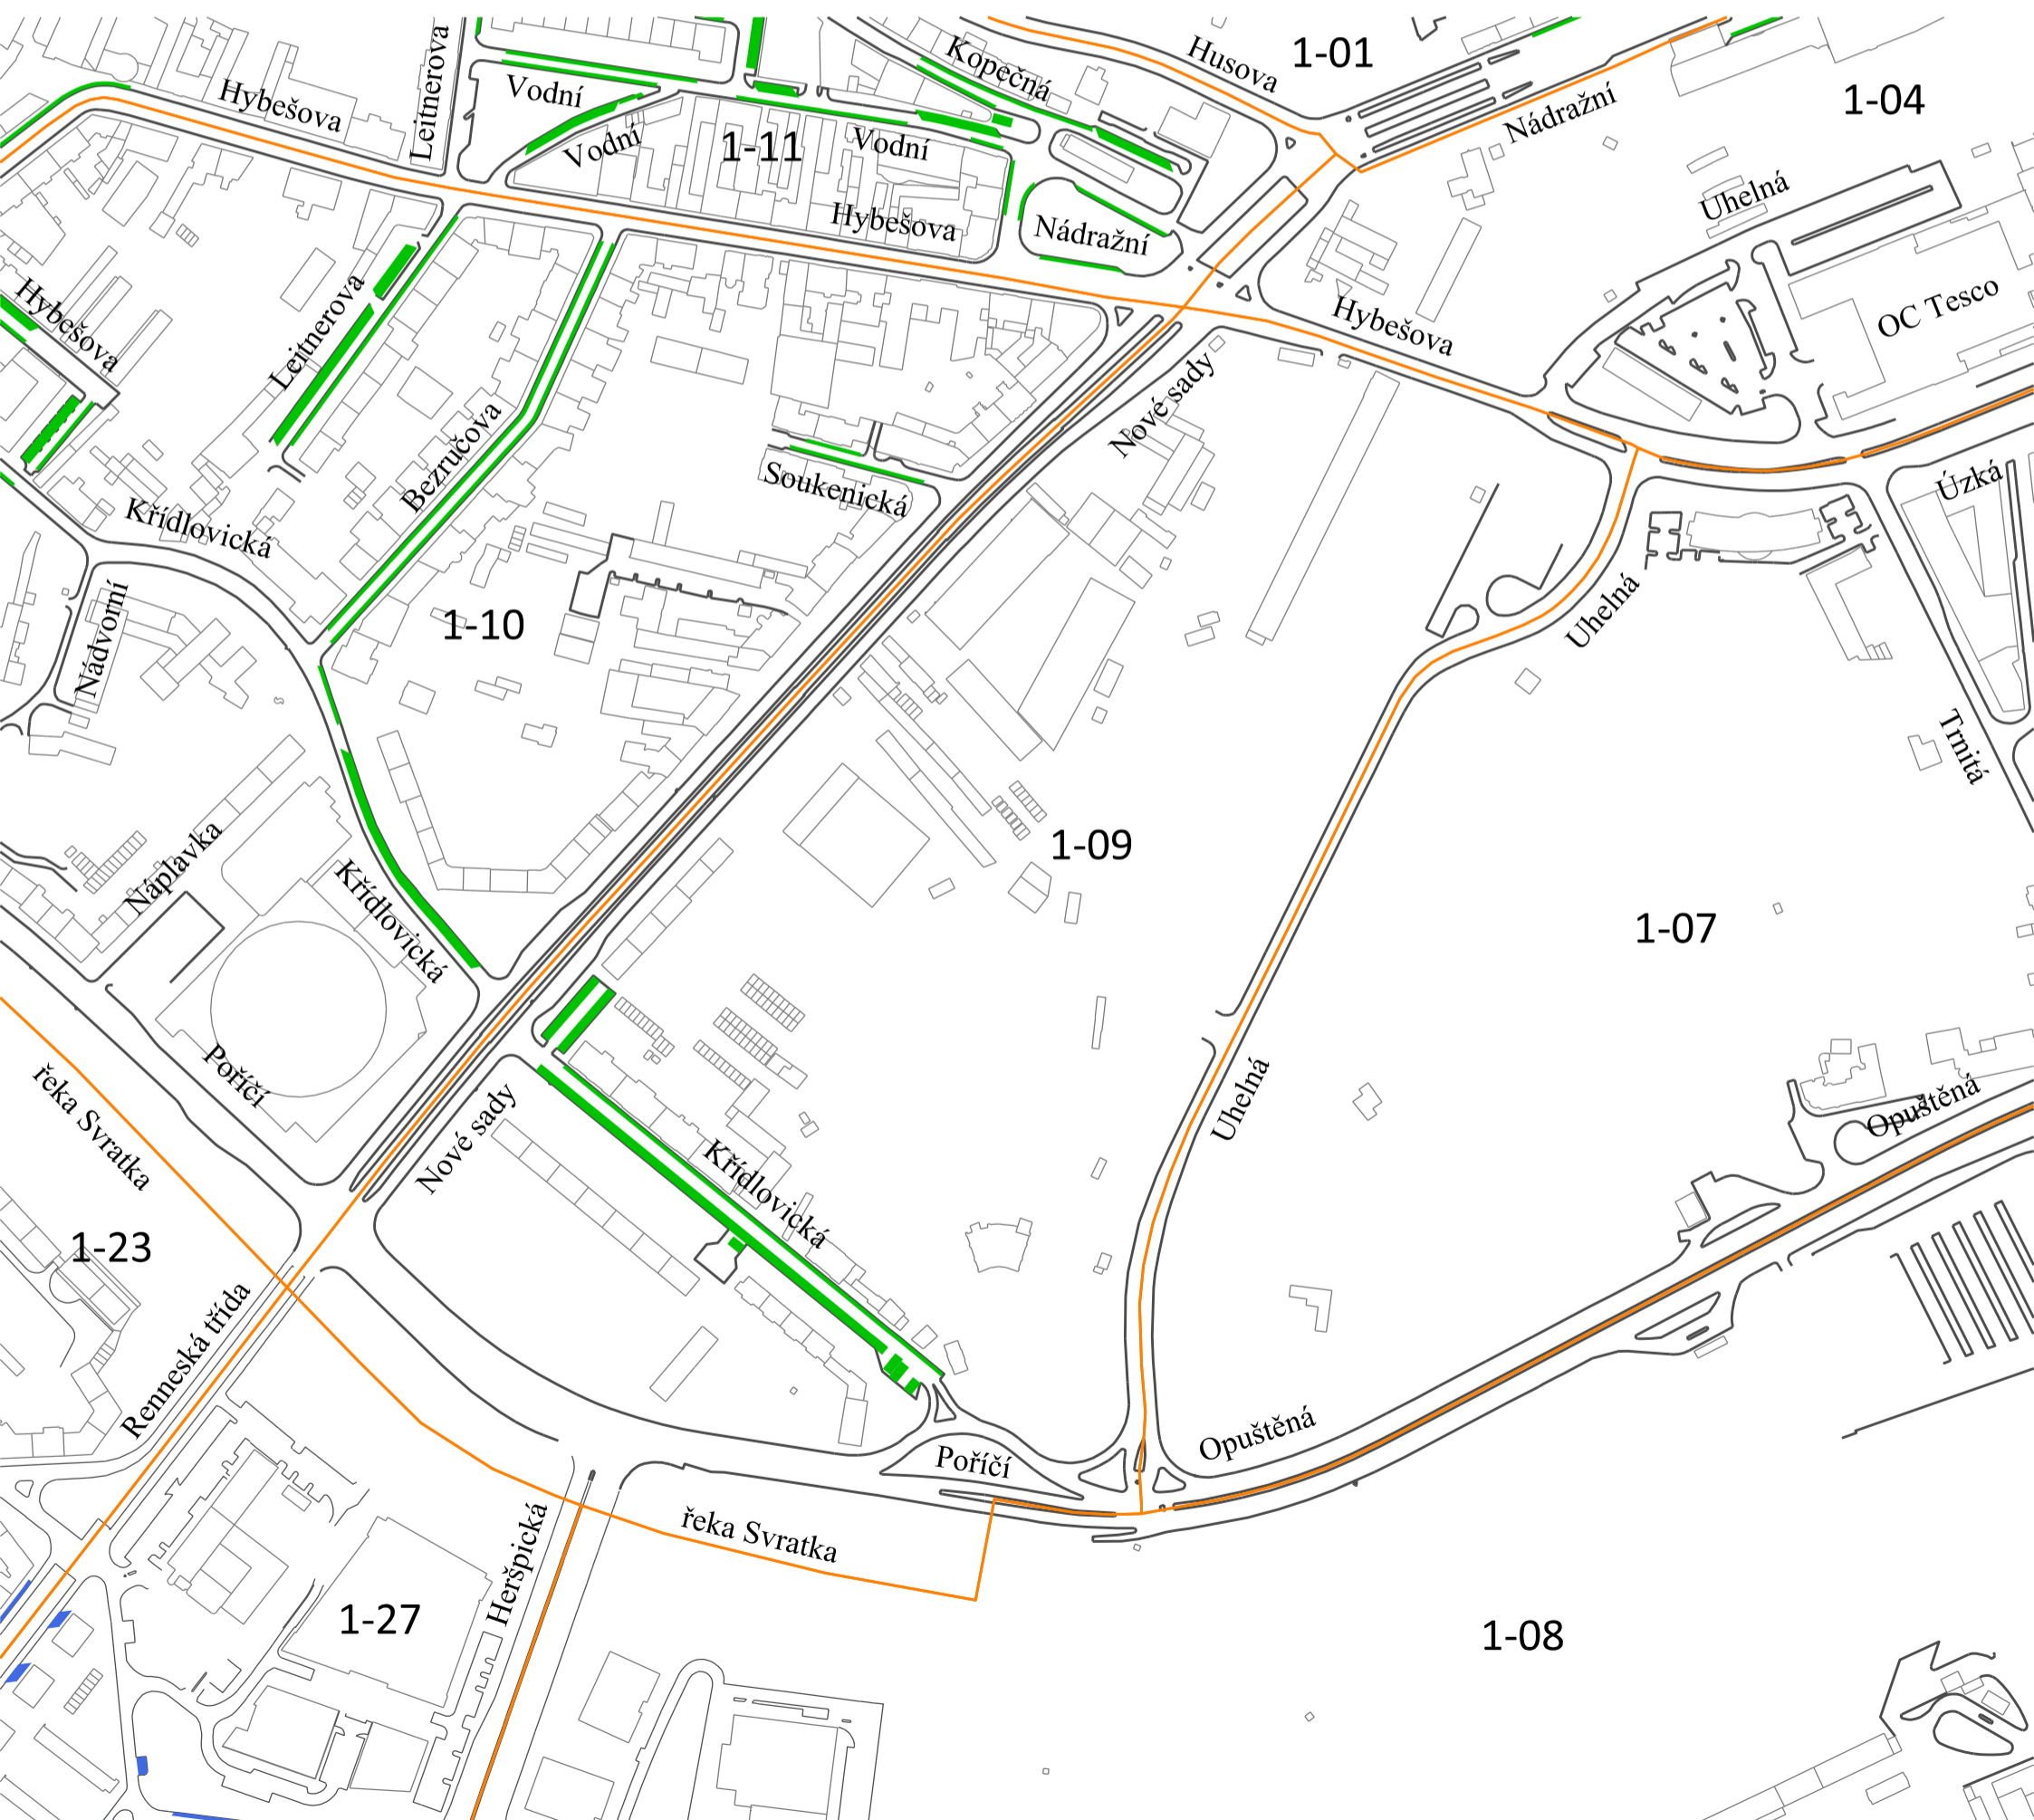 Husova
1-01
Kopečná
Leitnerova
Hybešova
Vodní
Nádražní
1-04
Vodní
1-11
Vodní
Uhelná
Hybešova
Nádražní
Hybešova
Leitnerova
Hybešova
OC Tesco
Nové sady
Bezručova
Soukenická
Úzká
Křídlovická
Nádvorní
1-10
Uhelná
Trnitá
Náplavka
Křídlovická
1-09
1-07
řeka Svratka
Poříčí
Nové sady
Uhelná
Opuštěná
Křídlovická
1-23
Renneská třída
Opuštěná
Poříčí
řeka Svratka
Heršpická
1-27
1-08